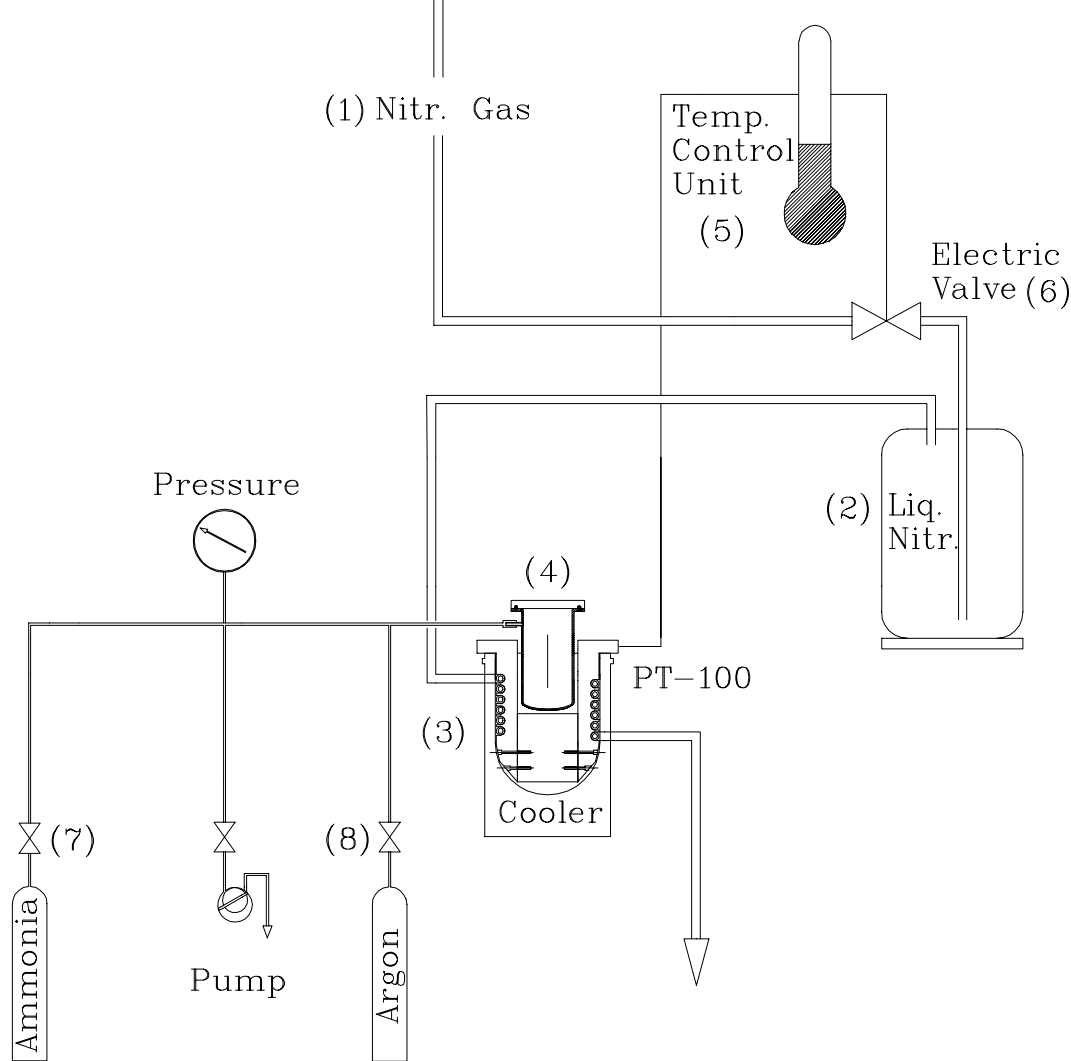 (1) Nitr. Gas
Temp.
Control
Unit
(5)
Electric
Valve (6)
Pressure
(2) Liq.
Nitr.
(4)
PT-100
(3)
Cooler
(7)
(8)
Ammonia
Pump
Argon